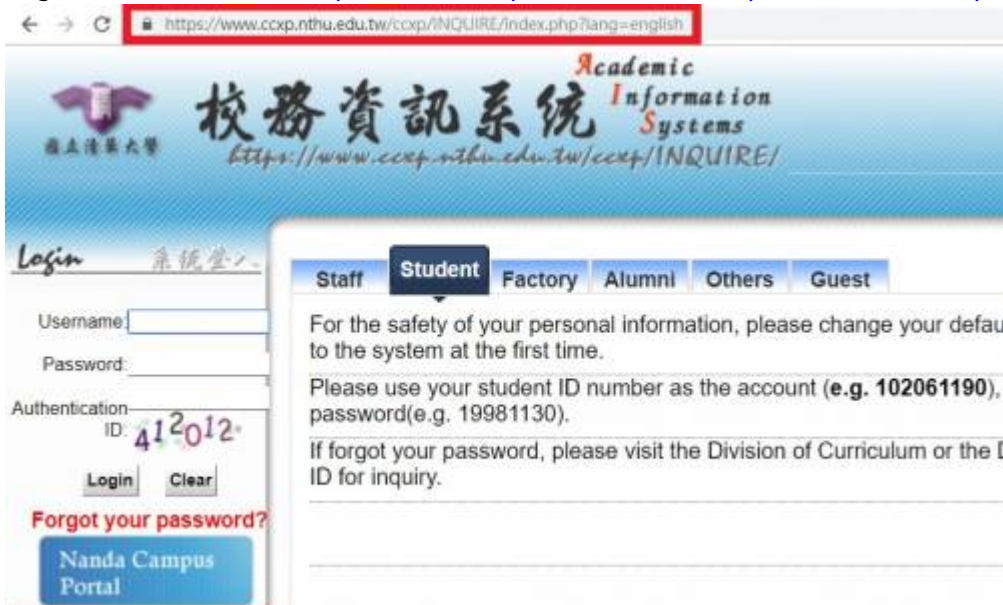 https://www.ccxp.nthu.edu.tw/ccxp/INQUIRE/index.php?lang=english
Academic
Information
Systems
校務資訊系統
國立清華大學
https://www.ccxp.nthu.edu.tw/ccxp/INQUIRE/
Login 系統登入
Staff Student Factory Alumni Others Guest
Username:
Password:
Authentication
ID: 412012
Login Clear
Forgot your password?
Nanda Campus
Portal
For the safety of your personal information, please change your defau
to the system at the first time.
Please use your student ID number as the account (e.g. 102061190),
password(e.g. 19981130).
If forgot your password, please visit the Division of Curriculum or the D
ID for inquiry.